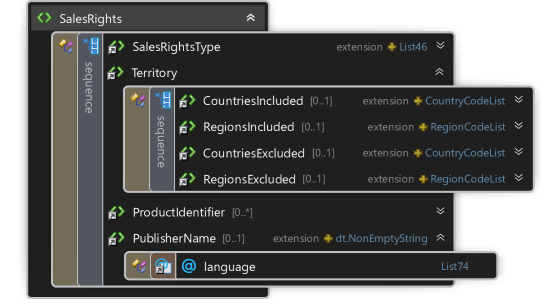 SalesRights
SalesRightsType extension List46
Territory
CountriesIncluded [0..1] extension CountryCodeList
RegionsIncluded [0..1] extension RegionCodeList
CountriesExcluded [0..1] extension CountryCodeList
RegionsExcluded [0..1] extension RegionCodeList
ProductIdentifier [0..*]
PublisherName [0..1] extension dt.NonEmptyString
@ language List74
sequence
sequence